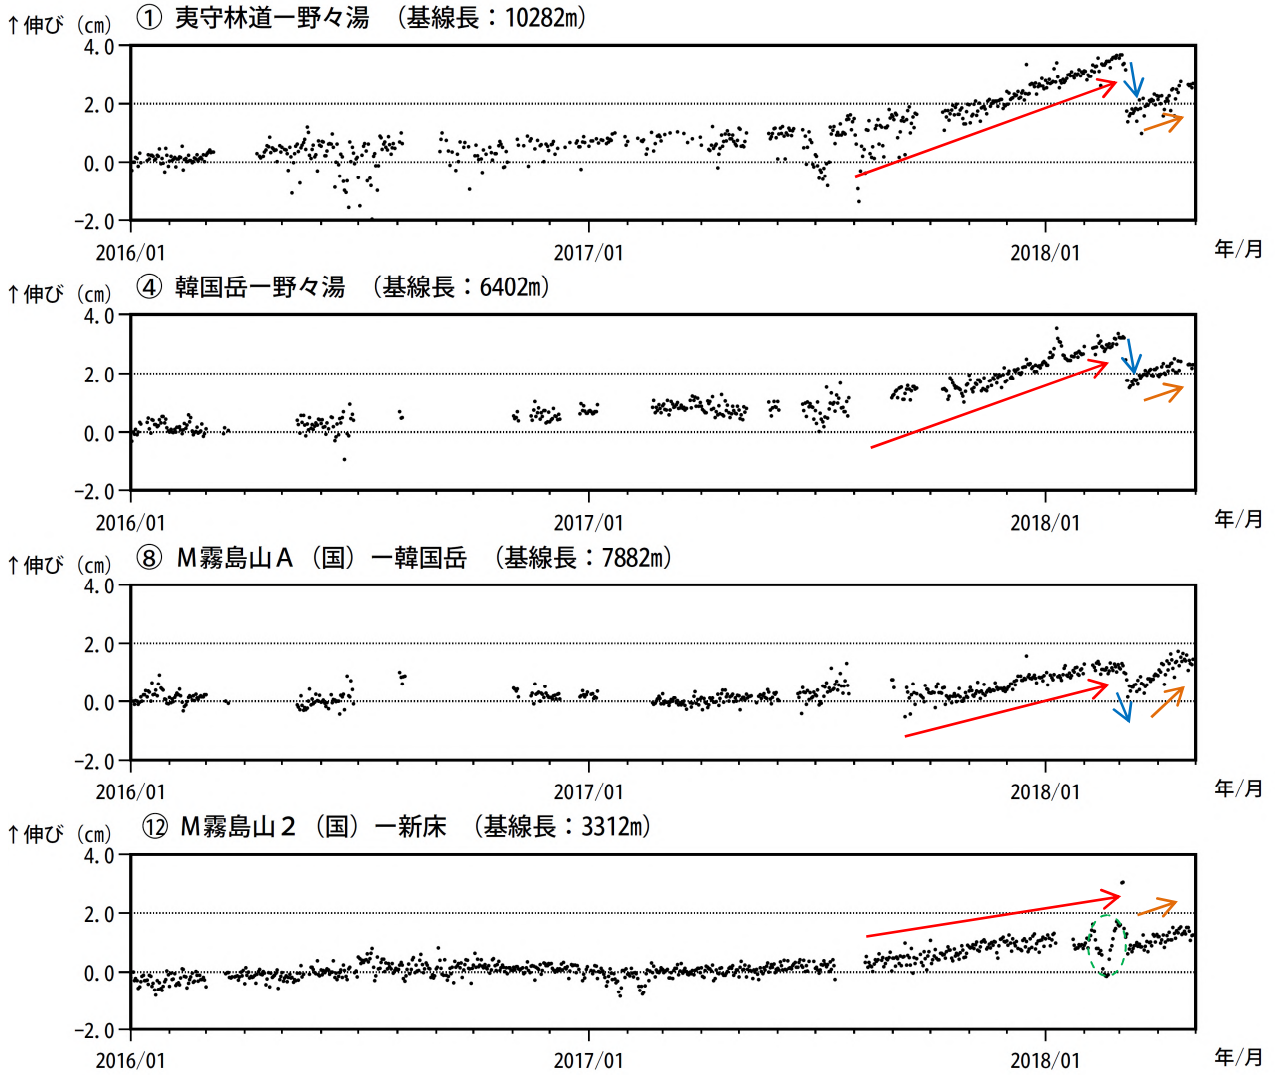 ① 夷守林道ー野々湯 （基線長：10282m）
↑伸び（cm）
4.0
2.0
0.0
−2.0
2016/01 2017/01 2018/01 年/月
④ 韓国岳ー野々湯 （基線長：6402m）
↑伸び（cm）
4.0
2.0
0.0
−2.0
2016/01 2017/01 2018/01 年/月
⑧ M霧島山A（国）ー韓国岳 （基線長：7882m）
↑伸び（cm）
4.0
2.0
0.0
−2.0
2016/01 2017/01 2018/01 年/月
⑫ M霧島山2（国）ー新床 （基線長：3312m）
↑伸び（cm）
4.0
2.0
0.0
−2.0
2016/01 2017/01 2018/01 年/月